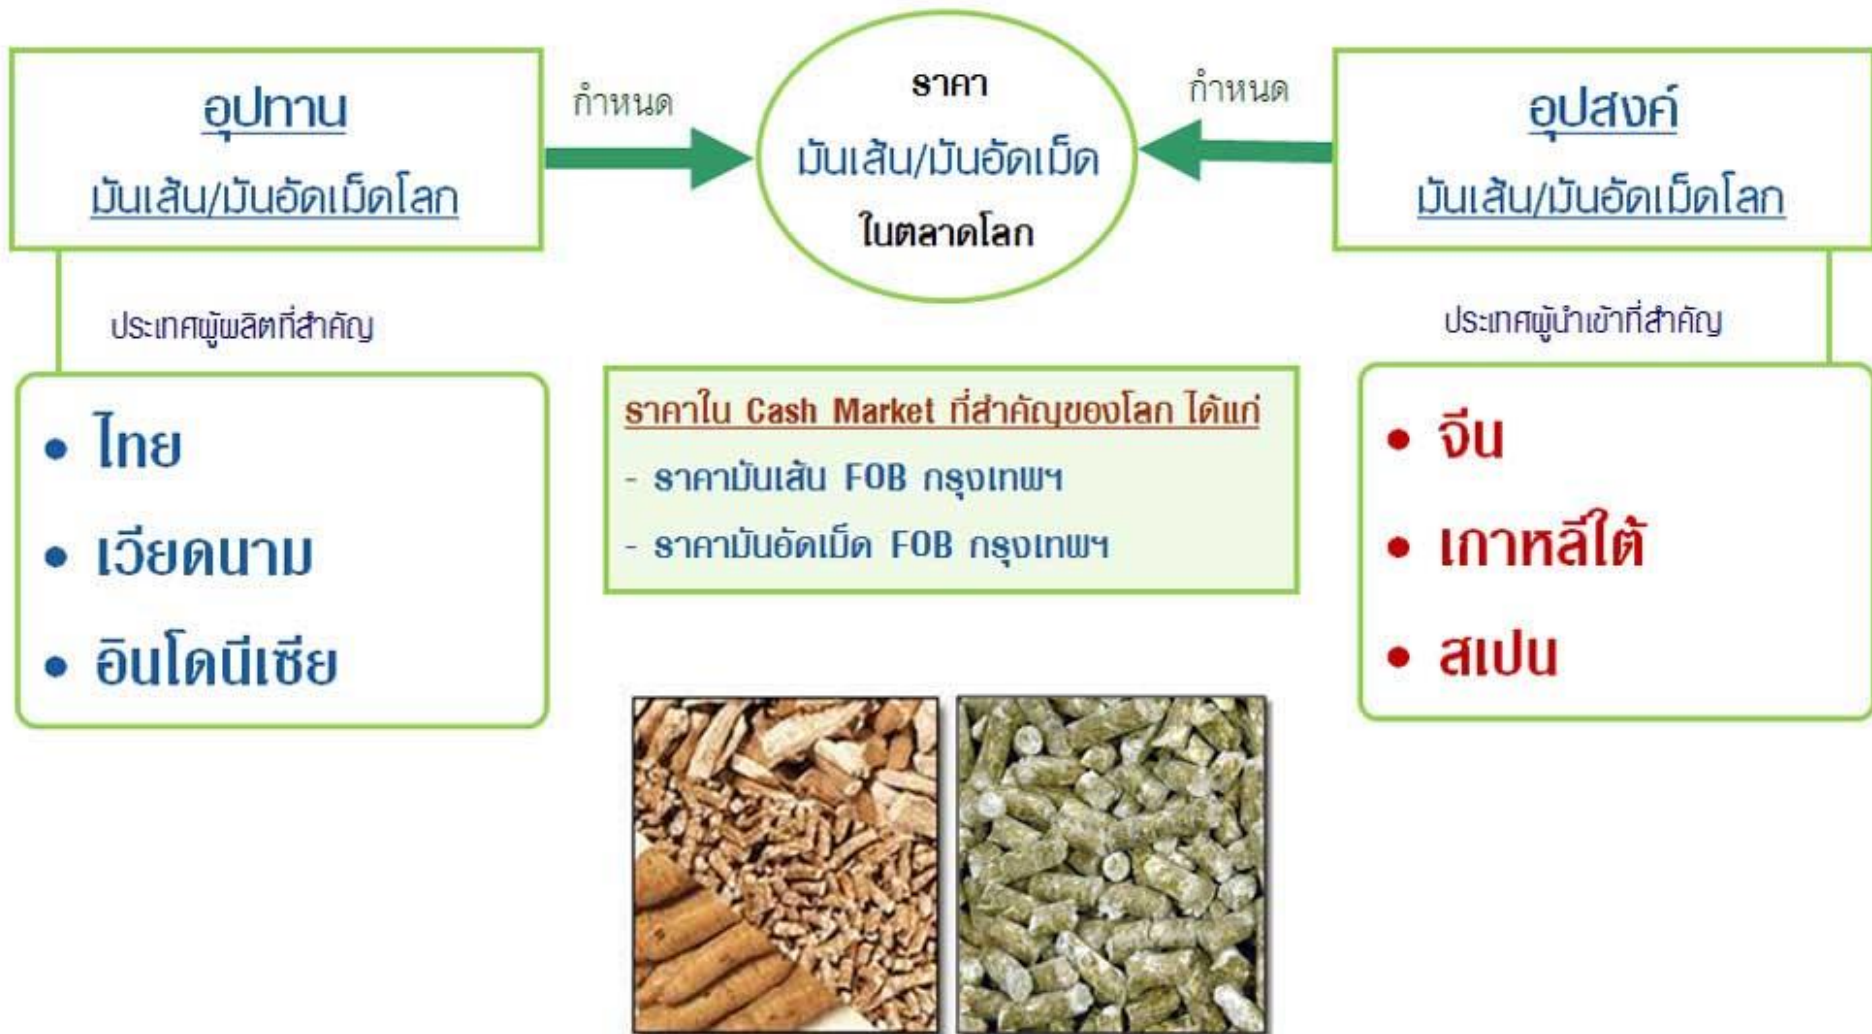 อุปทาน
มันเส้น/มันอัดเม็ดโลก
กำหนด
ราคา
มันเส้น/มันอัดเม็ด
ในตลาดโลก
กำหนด
อุปสงค์
มันเส้น/มันอัดเม็ดโลก
ประเทศผู้ผลิตที่สำคัญ
• ไทย
• เวียดนาม
• อินโดนีเซีย
ราคาใน Cash Market ที่สำคัญของโลก ได้แก่
- ราคามันเส้น FOB กรุงเทพฯ
- ราคามันอัดเม็ด FOB กรุงเทพฯ
ประเทศผู้นำเข้าที่สำคัญ
• จีน
• เกาหลีใต้
• สเปน